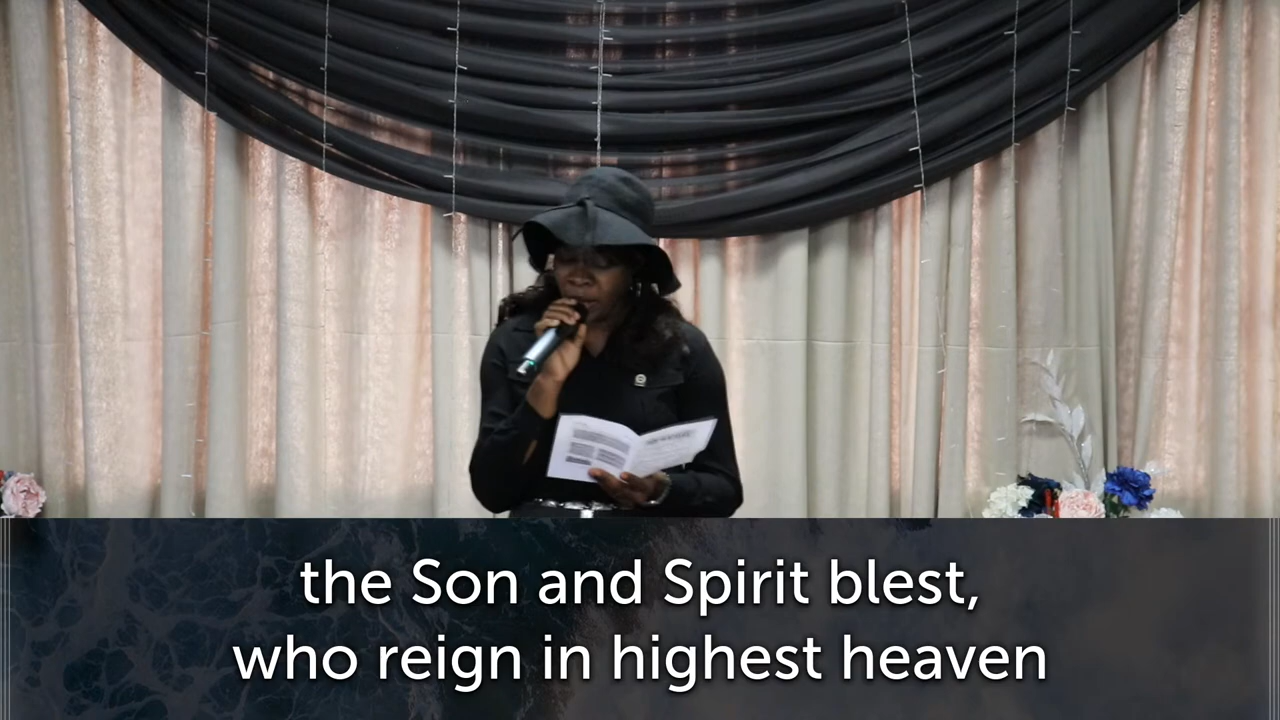 the Son and Spirit blest,
who reign in highest heaven